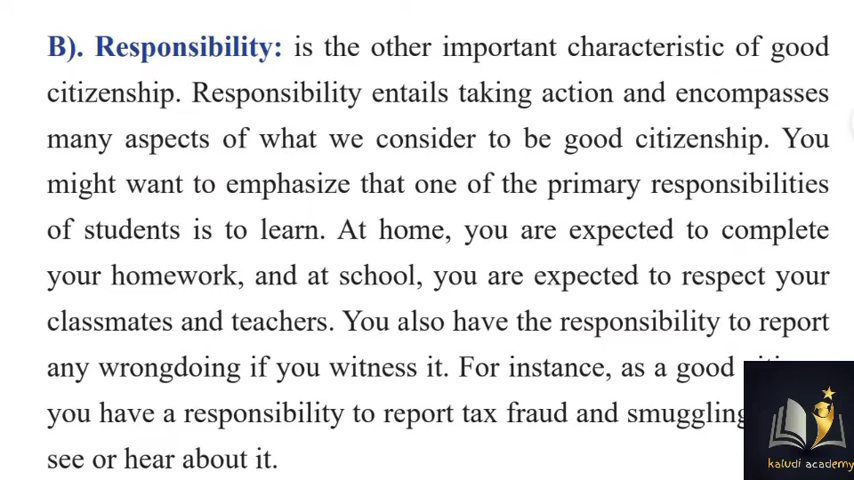 B). Responsibility: is the other important characteristic of good
citizenship. Responsibility entails taking action and encompasses
many aspects of what we consider to be good citizenship. You
might want to emphasize that one of the primary responsibilities
of students is to learn. At home, you are expected to complete
your homework, and at school, you are expected to respect your
classmates and teachers. You also have the responsibility to report
any wrongdoing if you witness it. For instance, as a good
you have a responsibility to report tax fraud and smuggling
see or hear about it.
kaludi academy